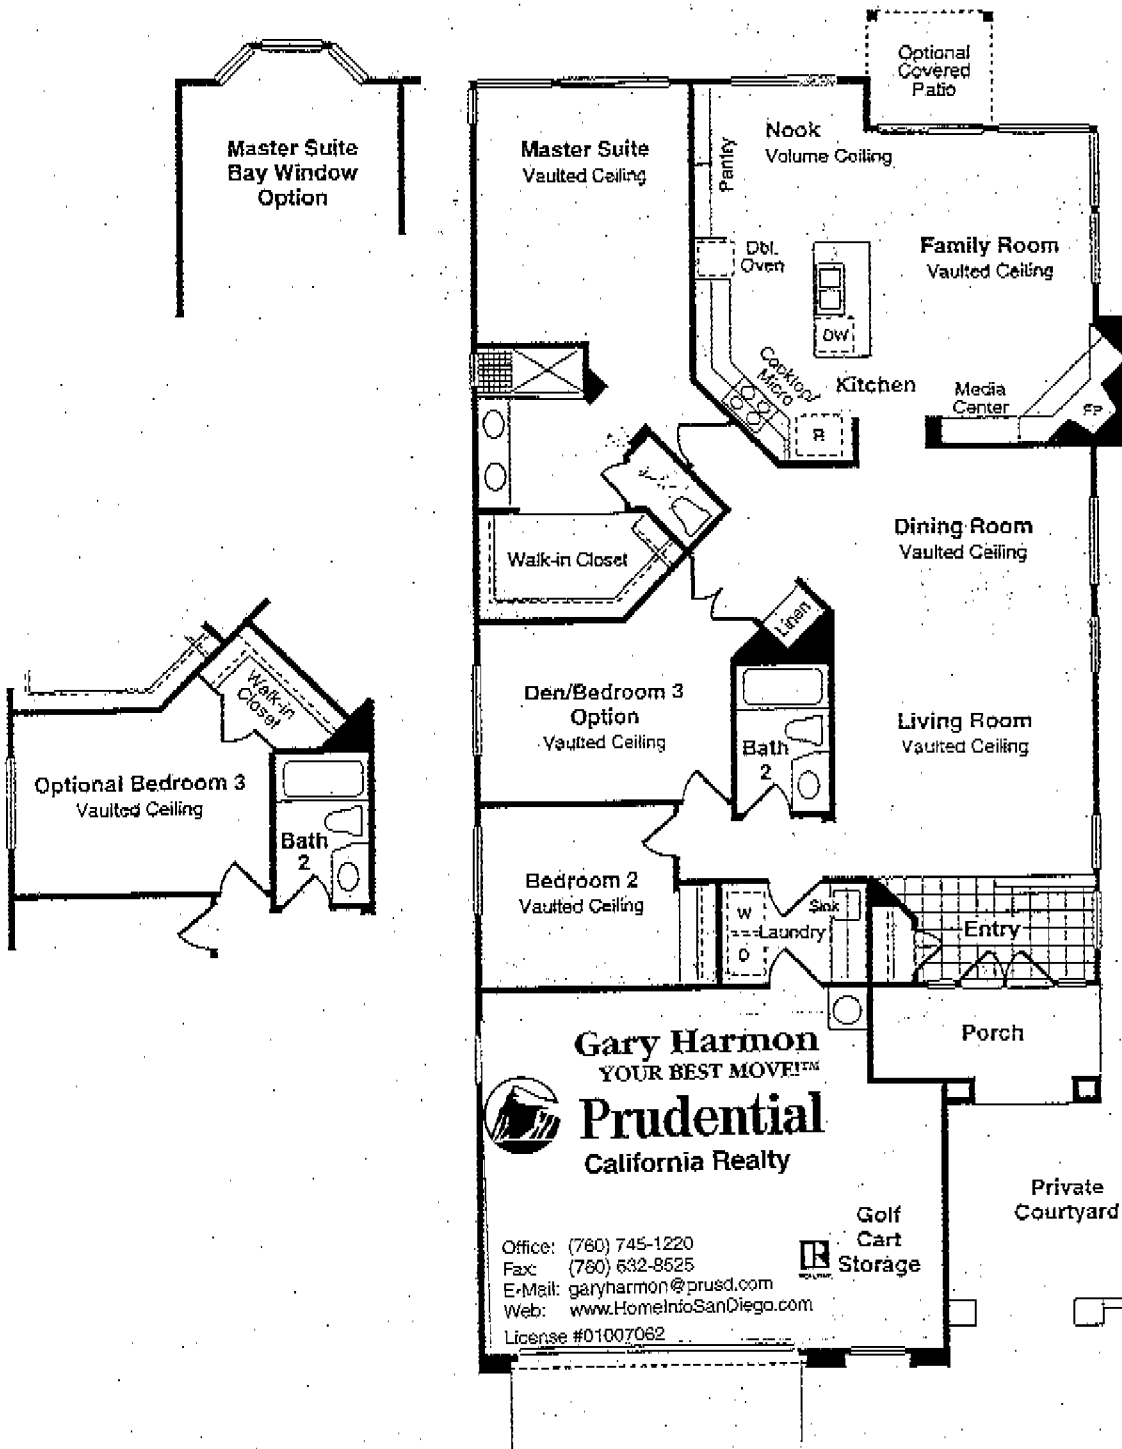 Optional
Covered
Patio
Master Suite
Bay Window
Option
Master Suite
Vaulted Ceiling
Pantry
Nook
Volume Ceiling
Dbl.
Oven
Family Room
Vaulted Ceiling
DW
Cooktop/
Micro
Kitchen
R
Media
Center
FP
Dining Room
Vaulted Ceiling
Walk-in Closet
Linen
Den/Bedroom 3
Option
Vaulted Ceiling
Bath
2
Living Room
Vaulted Ceiling
Walk-in
Closet
Optional Bedroom 3
Vaulted Ceiling
Bath
2
Bedroom 2
Vaulted Ceiling
W
D
Laundry
Sink
Entry
Porch
Gary Harmon
YOUR BEST MOVE!™
Prudential
California Realty
Private
Courtyard
Golf
Cart
Storage
Office: (760) 745-1220
Fax: (760) 632-8525
E-Mail: garyharmon@prusd.com
Web: www.HomeInfoSanDiego.com
License #01007062